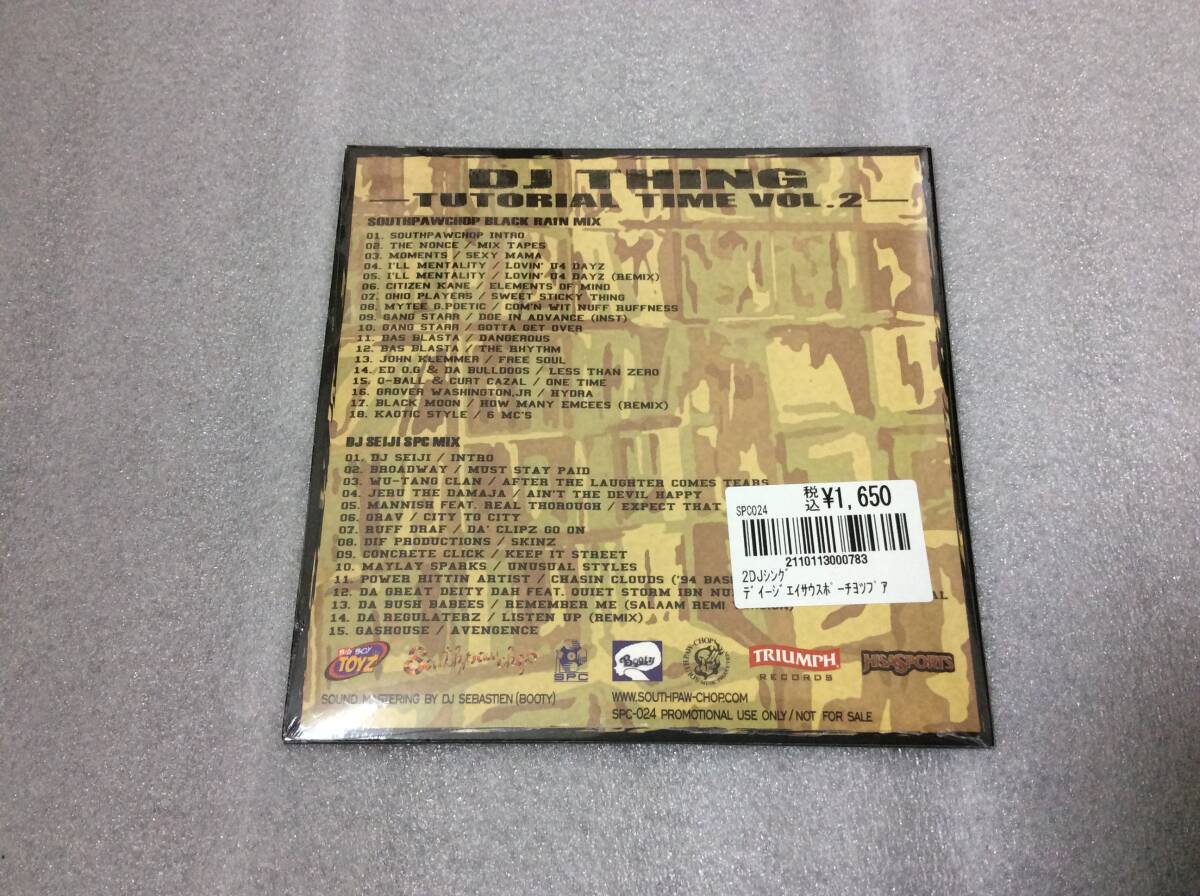 DJ THING
TUTORIAL TIME VOL.2
SOUTHPAWCHOP BLACK RAIN MIX
01. SOUTHPAWCHOP INTRO
02. THE NONCE / MIX TAPES
03. MOMENTS / SEXY MAMA
04. I'LL MENTALITY / LOVIN' U4 DAYZ
05. I'LL MENTALITY / LOVIN' U4 DAYZ (REMIX)
06. CITIZEN KANE / ELEMENTS OF MIND
07. OHIO PLAYERS / SWEET STICKY THING
08. MYTEE G.POETIC / COM'N WIT NUFF RUFFNESS
09. GANG STARR / DOE IN ADVANCE (INST)
10. GANG STARR / GOTTA GET OVER
11. BAS BLASTA / DANGEROUS
12. BAS BLASTA / THE RHYTHM
13. JOHN KLEMMER / FREE SOUL
14. ED O.G & DA BULLDOGS / LESS THAN ZERO
15. Q-BALL & CURT CAZAL / ONE TIME
16. GROVER WASHINGTON,JR / HYDRA
17. BLACK MOON / HOW MANY EMCEES (REMIX)
18. KAOTIC STYLE / 6 MC'S
DJ SEIJI SPC MIX
01. DJ SEIJI / INTRO
02. BROADWAY / MUST STAY PAID
03. WU-TANG CLAN / AFTER THE LAUGHTER COMES TEARS
04. JERU THE DAMAJA / AIN'T THE DEVIL HAPPY
05. MANNISH FEAT. REAL THOROUGH / EXPECT THAT
06. GRAV / CITY TO CITY
07. RUFF DRAF / DA' CLIPZ GO ON
08. DIF PRODUCTIONS / SKINZ
09. CONCRETE CLICK / KEEP IT STREET
10. MAYLAY SPARKS / UNUSUAL STYLES
11. POWER HITTIN ARTIST / CHASIN CLOUDS ('94
12. DA GREAT DEITY DAH FEAT. QUIET STORM IBN
13. DA BUSH BABEES / REMEMBER ME (SALAAM REMI
14. DA REGULATERZ / LISTEN UP (REMIX)
15. GASHOUSE / AVENGENCE
SPC024
税込 ¥1,650
2110113000783
2DJシング
デイージエイサウスポーチヨツプ ア
BIG BOY TOYZ
Southpaw chop
SPC
Booty
TRIUMPH RECORDS
HISASPORTS
SOUND MASTERING BY DJ SEBASTIEN (BOOTY)
WWW.SOUTHPAW-CHOP.COM
SPC-024 PROMOTIONAL USE ONLY / NOT FOR SALE